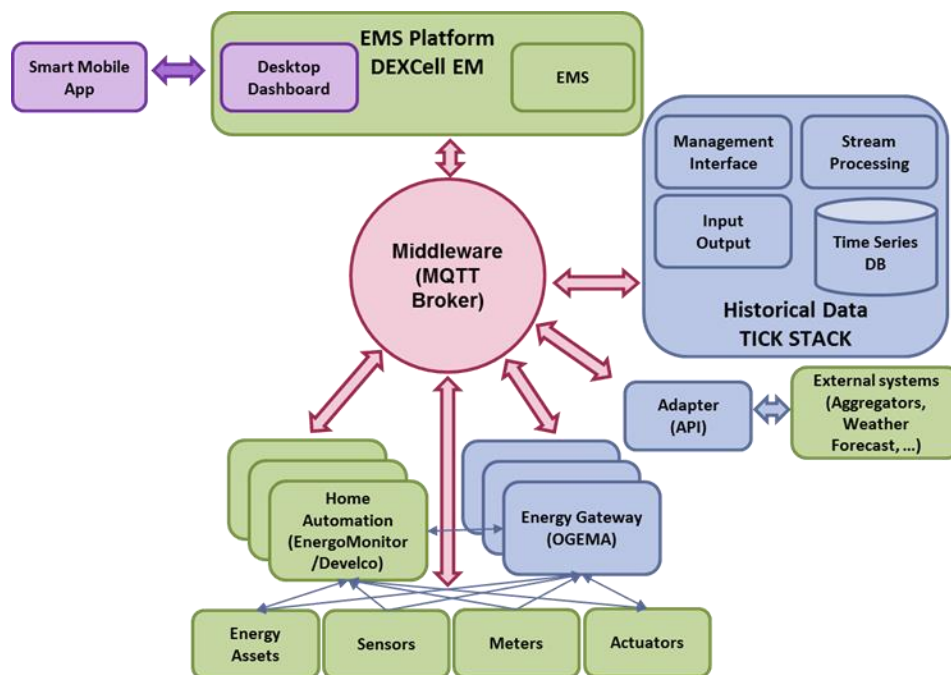 EMS Platform
DEXCell EM
Smart Mobile
App
Desktop
Dashboard
EMS
Management
Interface
Stream
Processing
Input
Output
Time Series
DB
Historical Data
TICK STACK
Middleware
(MQTT
Broker)
Adapter
(API)
External systems
(Aggregators,
Weather
Forecast, ...)
Home
Automation
(EnergoMonitor
/Develco)
Energy Gateway
(OGEMA)
Energy
Assets
Sensors
Meters
Actuators